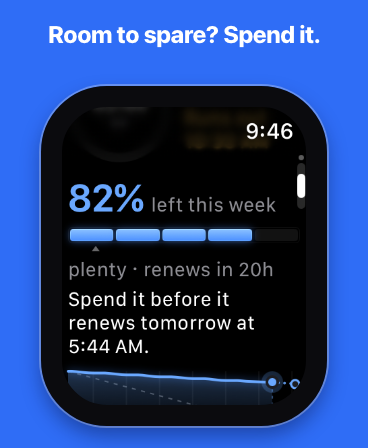 Room to spare? Spend it.
9:46
82% left this week
plenty · renews in 20h
Spend it before it
renews tomorrow at
5:44 AM.